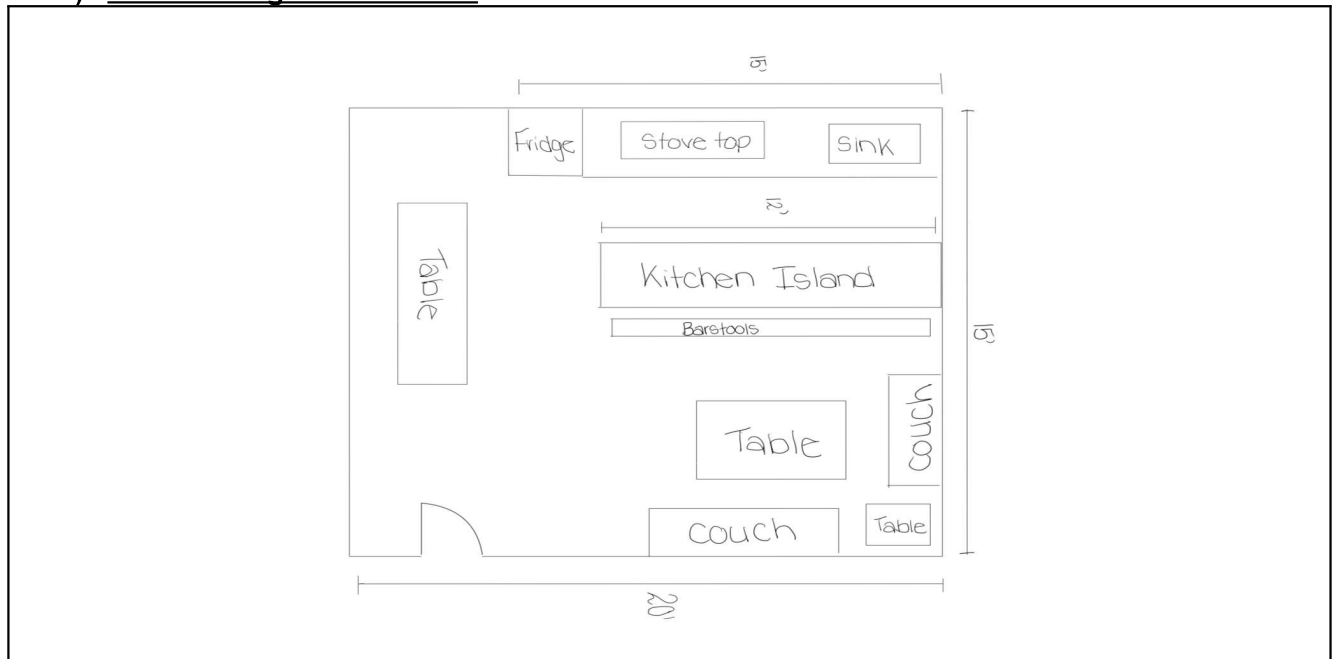 15'
Fridge
Stove top
Sink
12'
Table
Kitchen Island
Barstools
15'
couch
Table
couch
Table
20'